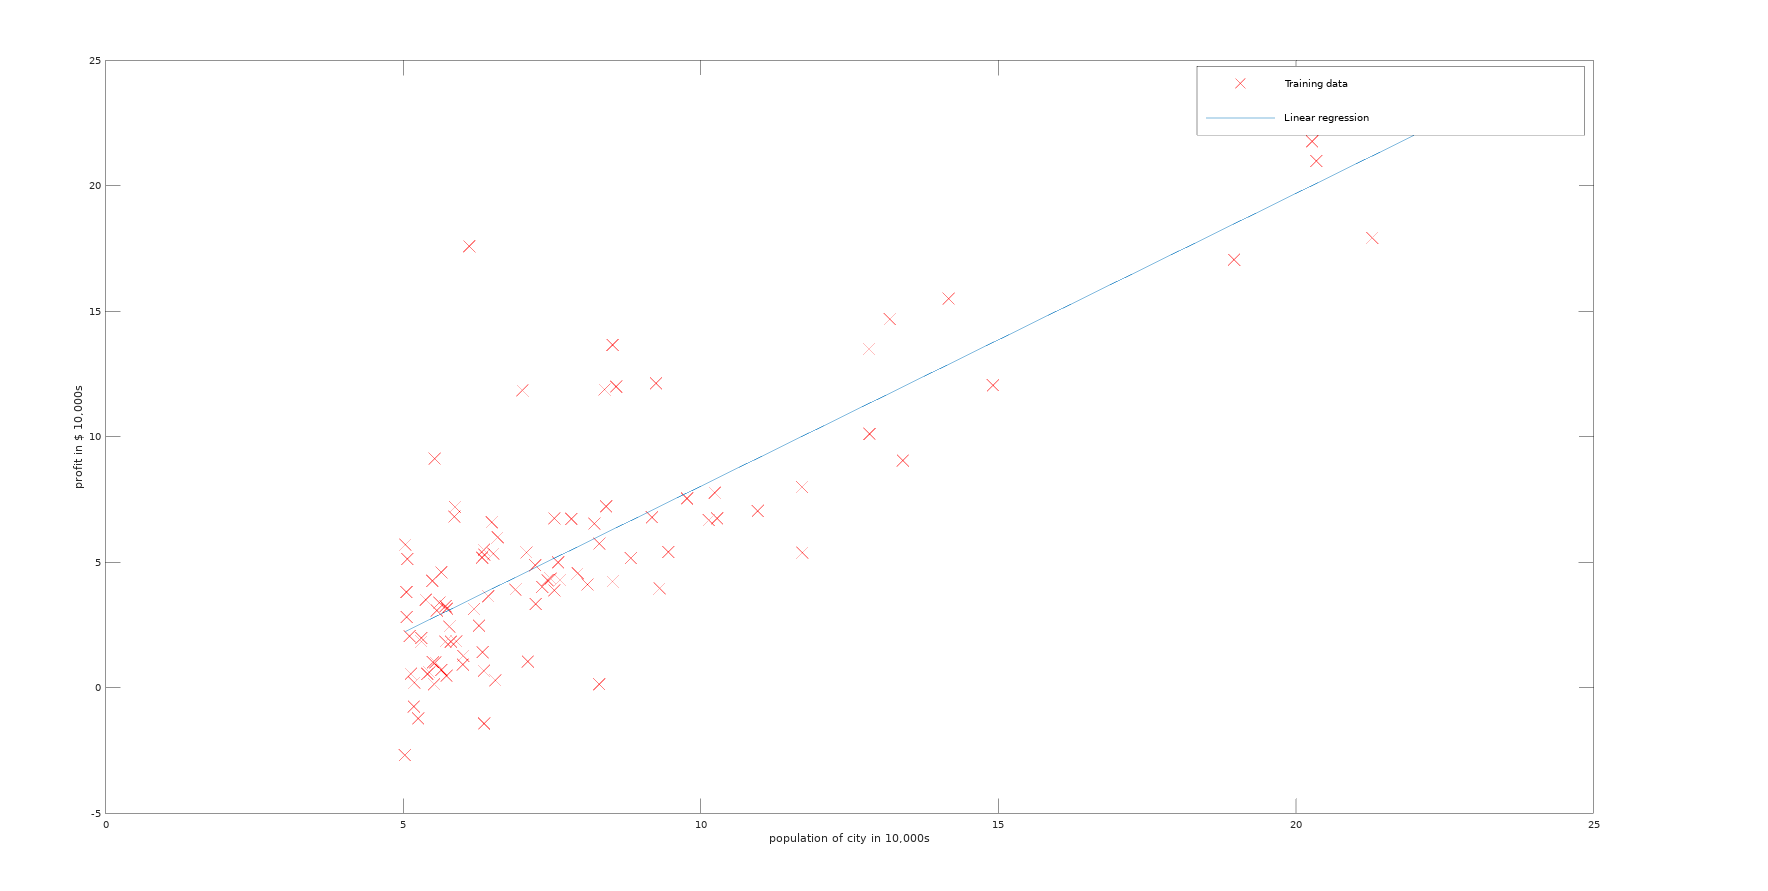 25
Training data
Linear regression
20
15
10
5
0
-5
profit in $ 10,000s
0 5 10 15 20 25
population of city in 10,000s